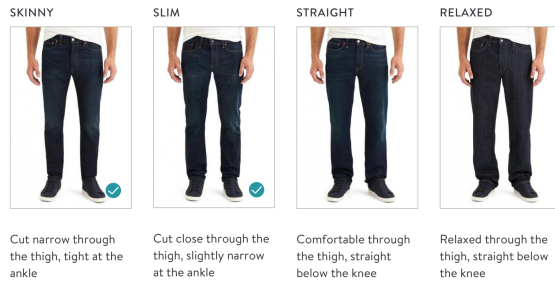 SKINNY
SLIM
STRAIGHT
RELAXED
Cut narrow through
the thigh, tight at the
ankle
Cut close through the
thigh, slightly narrow
at the ankle
Comfortable through
the thigh, straight
below the knee
Relaxed through the
thigh, straight below
the knee